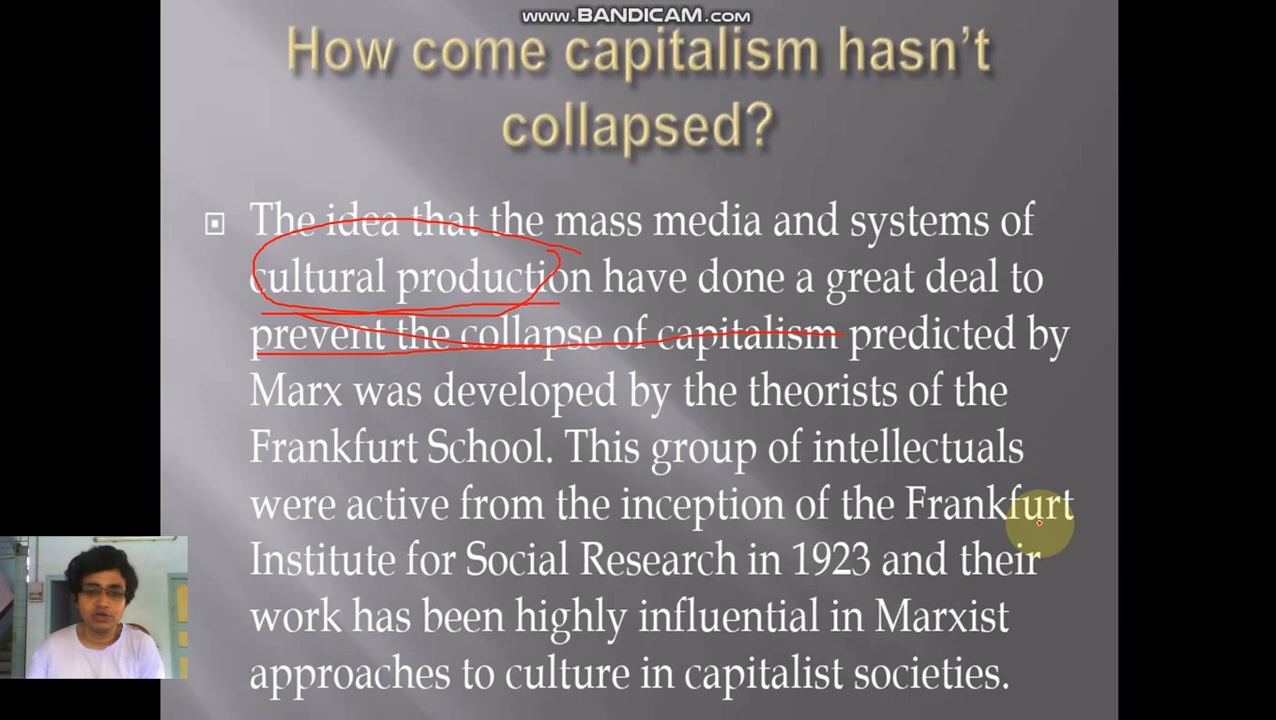 www.BANDICAM.com
How come capitalism hasn't
collapsed?
The idea that the mass media and systems of
cultural production have done a great deal to
prevent the collapse of capitalism predicted by
Marx was developed by the theorists of the
Frankfurt School. This group of intellectuals
were active from the inception of the Frankfurt
Institute for Social Research in 1923 and their
work has been highly influential in Marxist
approaches to culture in capitalist societies.